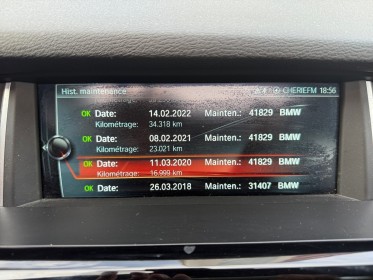 Hist. maintenance
CHERIEFM 18:56
OK Date: 14.02.2022 Mainten.: 41829 BMW
Kilométrage: 34.318 km
OK Date: 08.02.2021 Mainten.: 41829 BMW
Kilométrage: 23.021 km
OK Date: 11.03.2020 Mainten.: 41829 BMW
Kilométrage: 16.999 km
OK Date: 26.03.2018 Mainten.: 31407 BMW